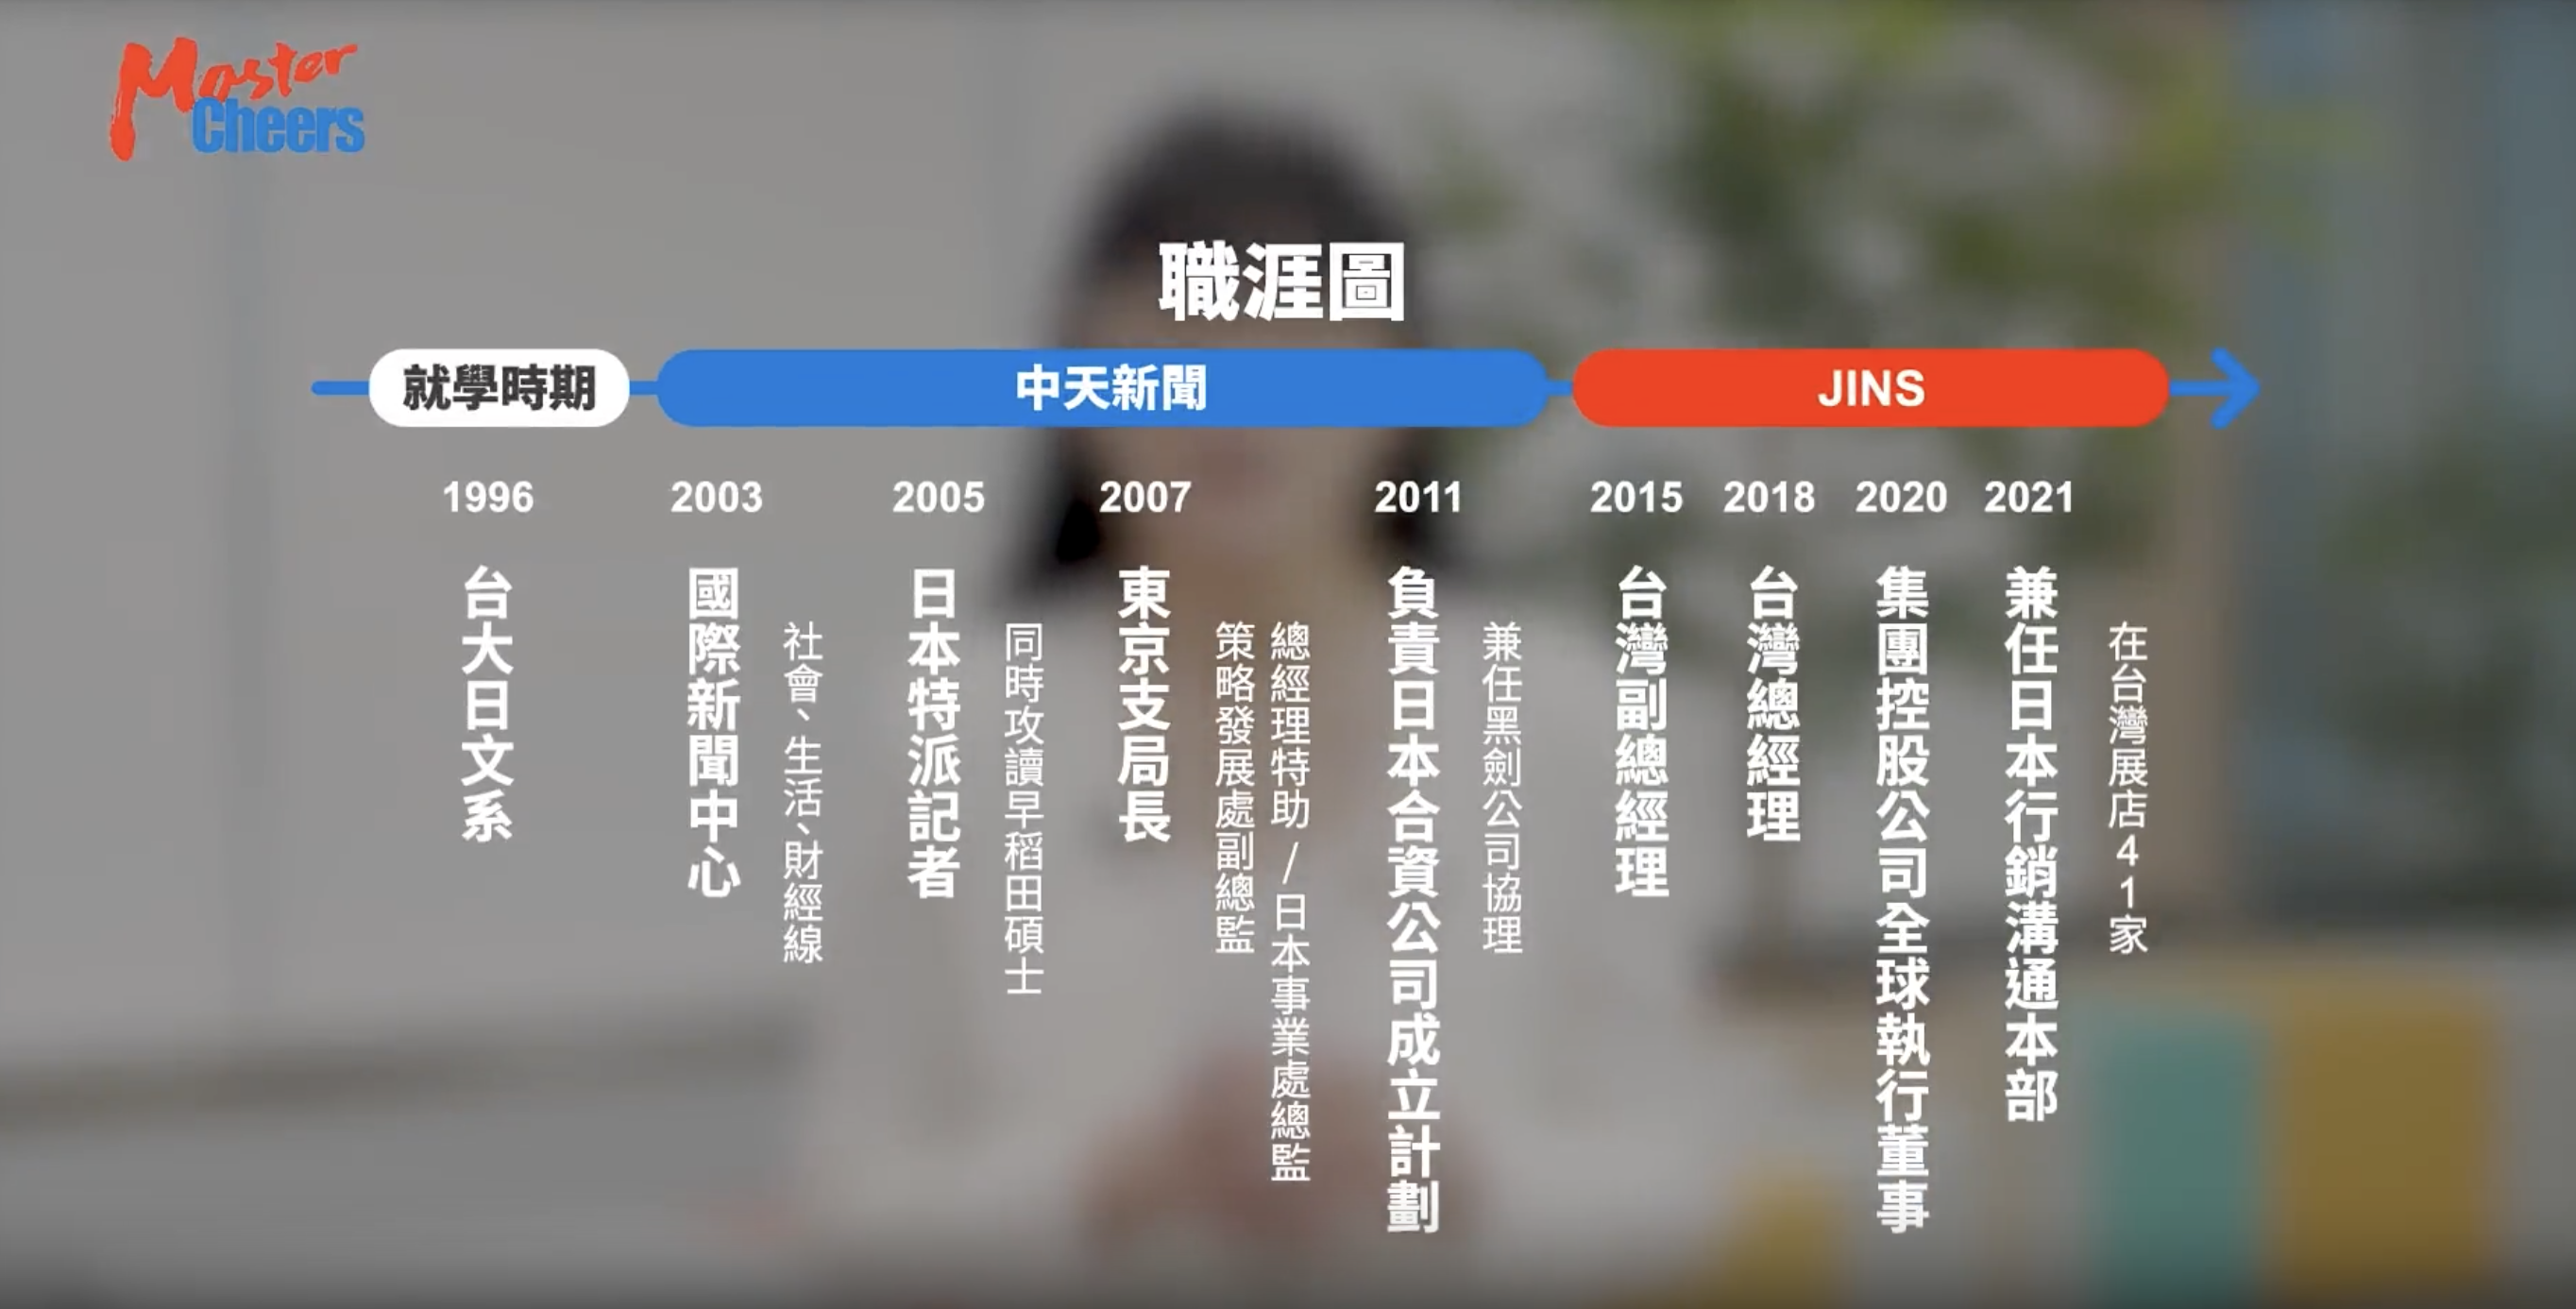 Master
Cheers
職涯圖
就學時期
中天新聞
JINS
1996
台大日文系
2003
國際新聞中心
社會、生活、財經線
2005
日本特派記者
同時攻讀早稻田碩士
2007
東京支局長
總經理特助/日本事業處總監
策略發展處副總監
2011
負責日本合資公司成立計劃
兼任黑劍公司協理
2015
台灣副總經理
2018
台灣總經理
2020
集團控股公司全球執行董事
2021
兼任日本行銷溝通本部
在台灣展店41家